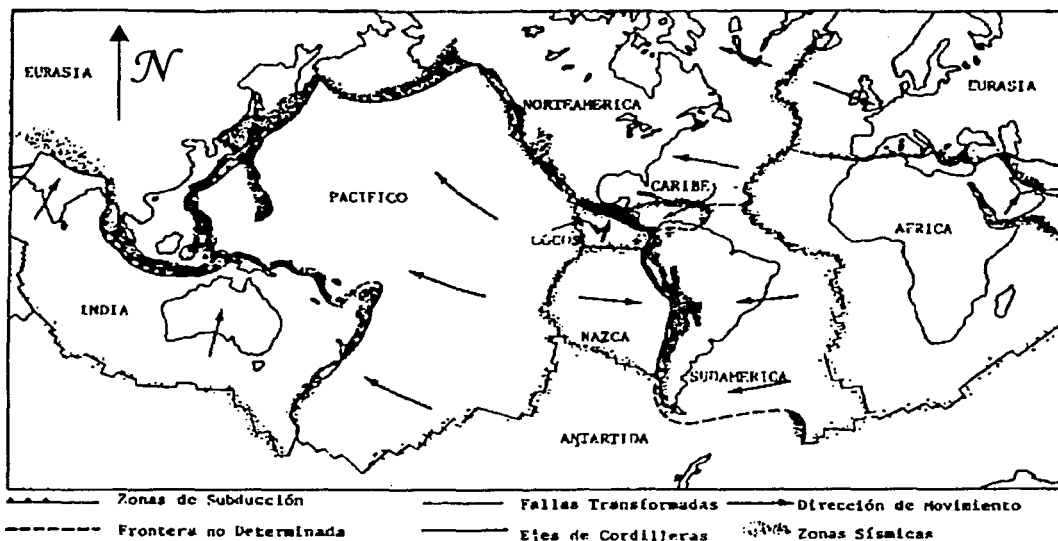 EURASIA
N
EURASIA
NORTEAMERICA
CARIBE
PACIFICO
AFRICA
COCOS
INDIA
NAZCA
SUDAMERICA
ANTARTIDA
Zonas de Subducción
Fallas Transformadas
Dirección de Movimiento
Frontera no Determinada
Ejes de Cordilleras
Zonas Sísmicas